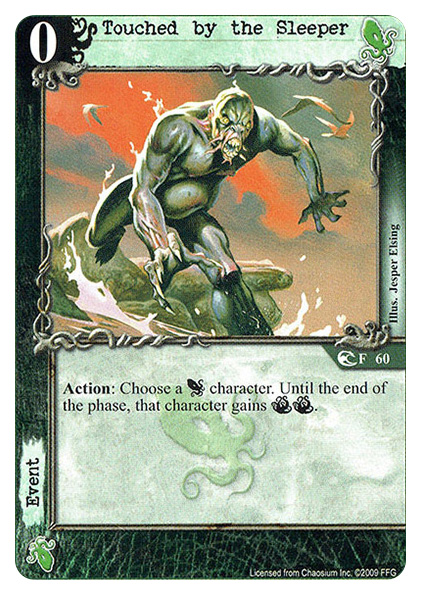 0 Touched by the Sleeper
Illus. Jesper Elsing
F 60
Action: Choose a character. Until the end of
the phase, that character gains .
Event
Licensed from Chaosium Inc. ©2009 FFG